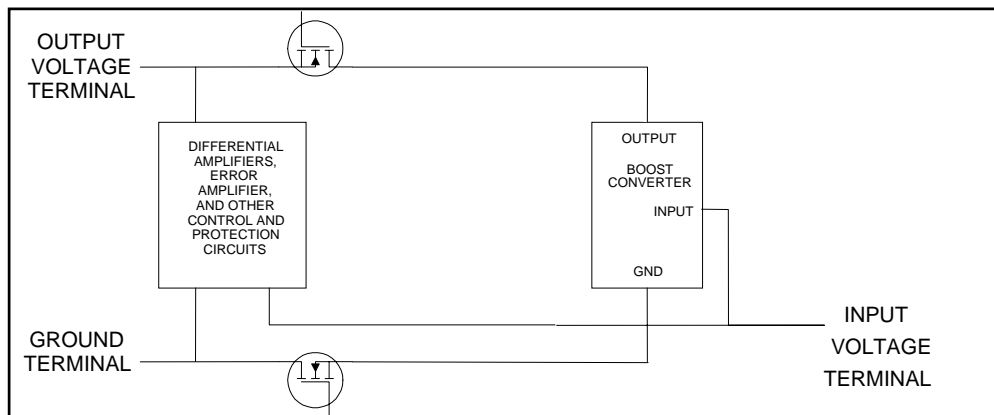 OUTPUT
VOLTAGE
TERMINAL
DIFFERENTIAL
AMPLIFIERS,
ERROR
AMPLIFIER,
AND OTHER
CONTROL AND
PROTECTION
CIRCUITS
OUTPUT
BOOST
CONVERTER
INPUT
GND
GROUND
TERMINAL
INPUT
VOLTAGE
TERMINAL